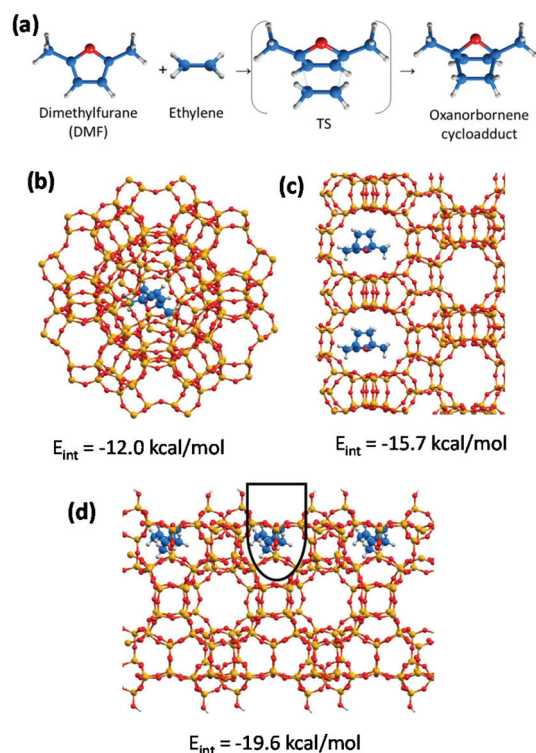 (a)
+
→
→
Dimethylfurane
(DMF)
Ethylene
TS
Oxanorbornene
cycloadduct
(b)
(c)
E_int = -12.0 kcal/mol
E_int = -15.7 kcal/mol
(d)
E_int = -19.6 kcal/mol